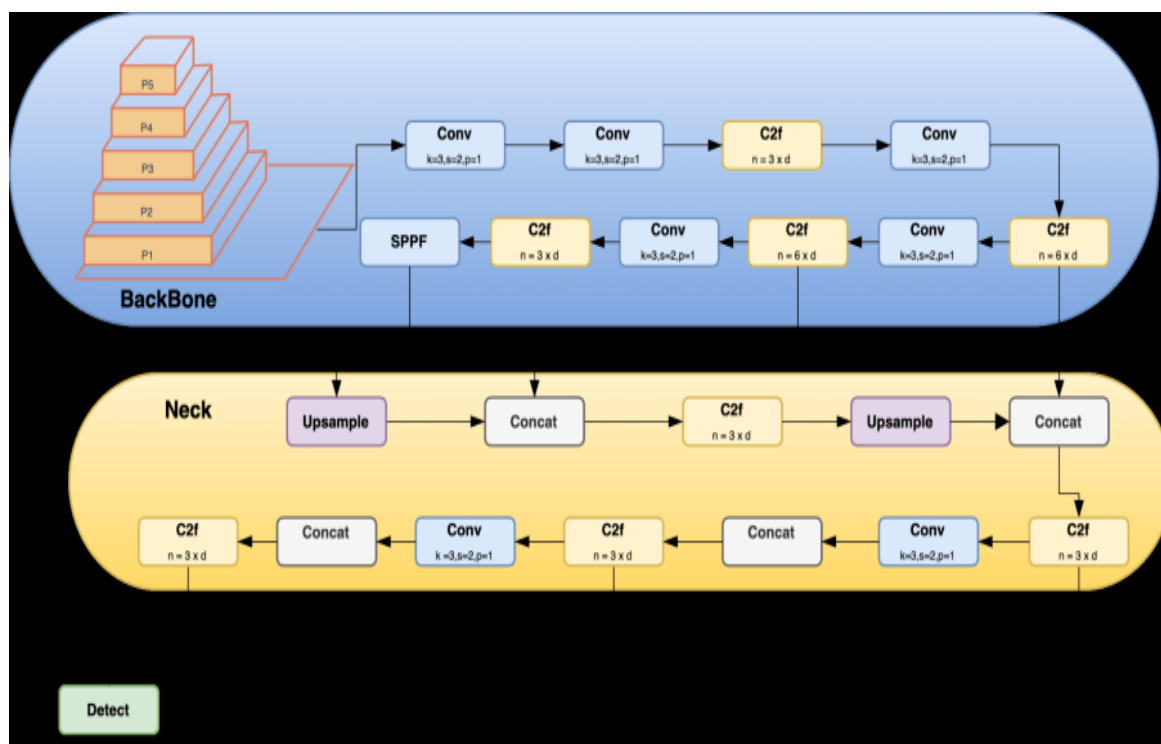 P5
P4
P3
P2
P1
BackBone
Conv
k=3,s=2,p=1
Conv
k=3,s=2,p=1
C2f
n = 3 x d
Conv
k=3,s=2,p=1
SPPF
C2f
n = 3 x d
Conv
k=3,s=2,p=1
C2f
n = 6 x d
Conv
k=3,s=2,p=1
C2f
n = 6 x d
Neck
Upsample
Concat
C2f
n = 3 x d
Upsample
Concat
C2f
n = 3 x d
Concat
Conv
k =3,s=2,p=1
C2f
n = 3 x d
Concat
Conv
k=3,s=2,p=1
C2f
n = 3 x d
Detect